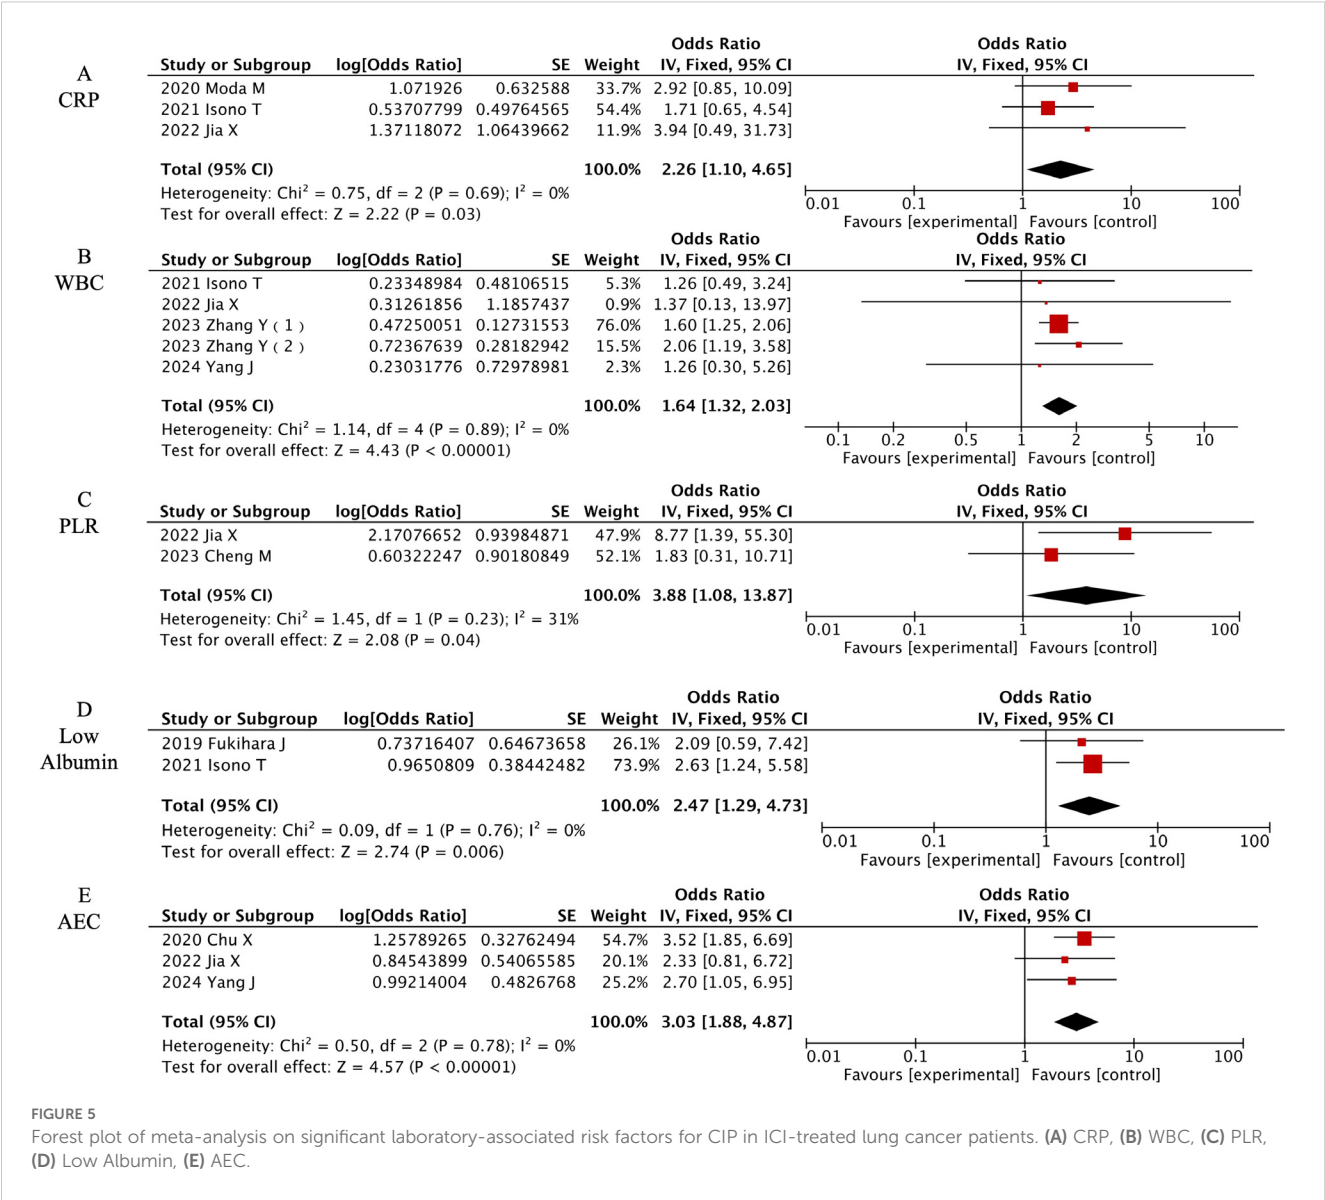 A
CRP
Odds Ratio Odds Ratio
Study or Subgroup log[Odds Ratio] SE Weight IV, Fixed, 95% CI IV, Fixed, 95% CI
2020 Moda M 1.071926 0.632588 33.7% 2.92 [0.85, 10.09]
2021 Isono T 0.53707799 0.49764565 54.4% 1.71 [0.65, 4.54]
2022 Jia X 1.37118072 1.06439662 11.9% 3.94 [0.49, 31.73]
Total (95% CI) 100.0% 2.26 [1.10, 4.65]
Heterogeneity: Chi² = 0.75, df = 2 (P = 0.69); I² = 0%
Test for overall effect: Z = 2.22 (P = 0.03)
0.01 0.1 1 10 100
Favours [experimental] Favours [control]
B
WBC
Odds Ratio Odds Ratio
Study or Subgroup log[Odds Ratio] SE Weight IV, Fixed, 95% CI IV, Fixed, 95% CI
2021 Isono T 0.23348984 0.48106515 5.3% 1.26 [0.49, 3.24]
2022 Jia X 0.31261856 1.1857437 0.9% 1.37 [0.13, 13.97]
2023 Zhang Y（1） 0.47250051 0.12731553 76.0% 1.60 [1.25, 2.06]
2023 Zhang Y（2） 0.72367639 0.28182942 15.5% 2.06 [1.19, 3.58]
2024 Yang J 0.23031776 0.72978981 2.3% 1.26 [0.30, 5.26]
Total (95% CI) 100.0% 1.64 [1.32, 2.03]
Heterogeneity: Chi² = 1.14, df = 4 (P = 0.89); I² = 0%
Test for overall effect: Z = 4.43 (P < 0.00001)
0.1 0.2 0.5 1 2 5 10
Favours [experimental] Favours [control]
C
PLR
Odds Ratio Odds Ratio
Study or Subgroup log[Odds Ratio] SE Weight IV, Fixed, 95% CI IV, Fixed, 95% CI
2022 Jia X 2.17076652 0.93984871 47.9% 8.77 [1.39, 55.30]
2023 Cheng M 0.60322247 0.90180849 52.1% 1.83 [0.31, 10.71]
Total (95% CI) 100.0% 3.88 [1.08, 13.87]
Heterogeneity: Chi² = 1.45, df = 1 (P = 0.23); I² = 31%
Test for overall effect: Z = 2.08 (P = 0.04)
0.01 0.1 1 10 100
Favours [experimental] Favours [control]
D
Low
Albumin
Odds Ratio Odds Ratio
Study or Subgroup log[Odds Ratio] SE Weight IV, Fixed, 95% CI IV, Fixed, 95% CI
2019 Fukihara J 0.73716407 0.64673658 26.1% 2.09 [0.59, 7.42]
2021 Isono T 0.9650809 0.38442482 73.9% 2.63 [1.24, 5.58]
Total (95% CI) 100.0% 2.47 [1.29, 4.73]
Heterogeneity: Chi² = 0.09, df = 1 (P = 0.76); I² = 0%
Test for overall effect: Z = 2.74 (P = 0.006)
0.01 0.1 1 10 100
Favours [experimental] Favours [control]
E
AEC
Odds Ratio Odds Ratio
Study or Subgroup log[Odds Ratio] SE Weight IV, Fixed, 95% CI IV, Fixed, 95% CI
2020 Chu X 1.25789265 0.32762494 54.7% 3.52 [1.85, 6.69]
2022 Jia X 0.84543899 0.54065585 20.1% 2.33 [0.81, 6.72]
2024 Yang J 0.99214004 0.4826768 25.2% 2.70 [1.05, 6.95]
Total (95% CI) 100.0% 3.03 [1.88, 4.87]
Heterogeneity: Chi² = 0.50, df = 2 (P = 0.78); I² = 0%
Test for overall effect: Z = 4.57 (P < 0.00001)
0.01 0.1 1 10 100
Favours [experimental] Favours [control]
FIGURE 5
Forest plot of meta-analysis on significant laboratory-associated risk factors for CIP in ICI-treated lung cancer patients. (A) CRP, (B) WBC, (C) PLR,
(D) Low Albumin, (E) AEC.